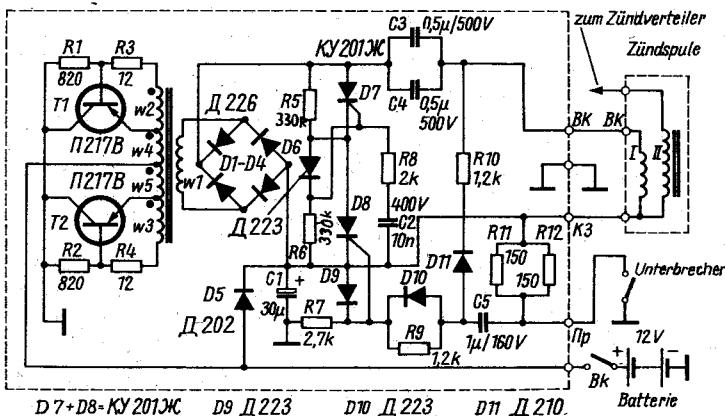 zum Zündverteiler
Zündspule
R1
820
R3
12
T1
П217В
w2
w4
П217В
w5
w3
T2
R2
820
R4
12
w1
Д226
D1-D4
Д223
D5
Д202
C1
+
30µ
R5
330k
D6
R6
330k
КУ201Ж
D7
D8
D9
R7
2,7k
C3
0,5µ/500V
C4
0,5µ
500V
R8
2k
400V
C2
10n
D10
R9
1,2k
R10
1,2k
D11
C5
1µ/160V
R11
150
R12
150
ВК
ВК
I
II
КЗ
Unterbrecher
Пр
12V
+
-
Вk
Batterie
D7+D8=КУ201Ж
D9 Д223
D10 Д223
D11 Д210